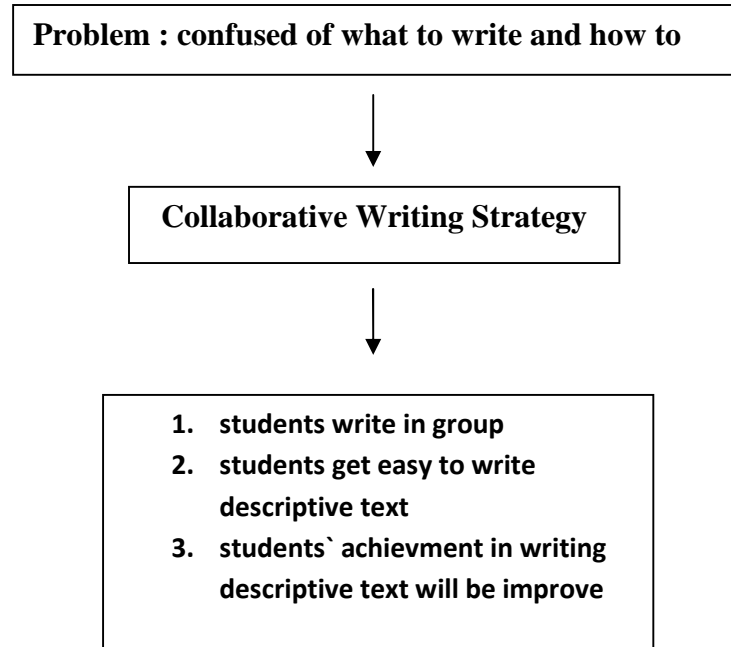 Problem : confused of what to write and how to
Collaborative Writing Strategy
1. students write in group
2. students get easy to write
descriptive text
3. students` achievment in writing
descriptive text will be improve